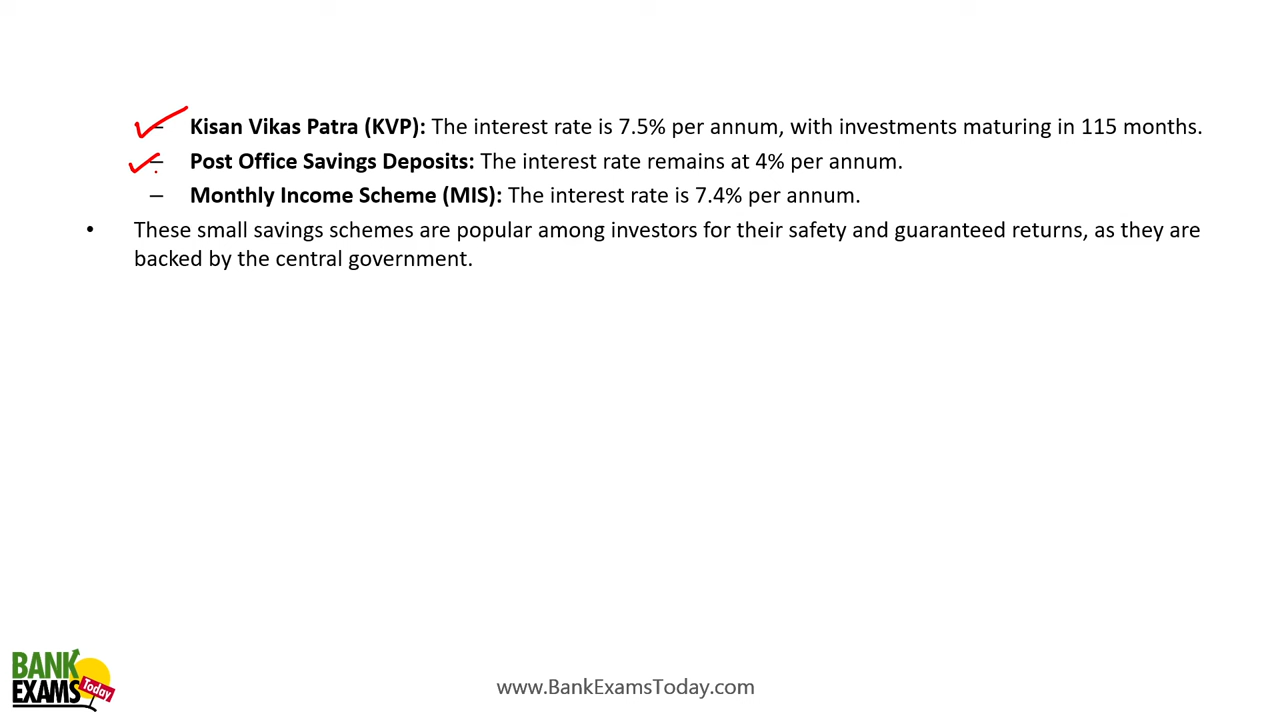 – Kisan Vikas Patra (KVP): The interest rate is 7.5% per annum, with investments maturing in 115 months.
– Post Office Savings Deposits: The interest rate remains at 4% per annum.
– Monthly Income Scheme (MIS): The interest rate is 7.4% per annum.
• These small savings schemes are popular among investors for their safety and guaranteed returns, as they are
backed by the central government.
BANK
EXAMS
Today
www.BankExamsToday.com